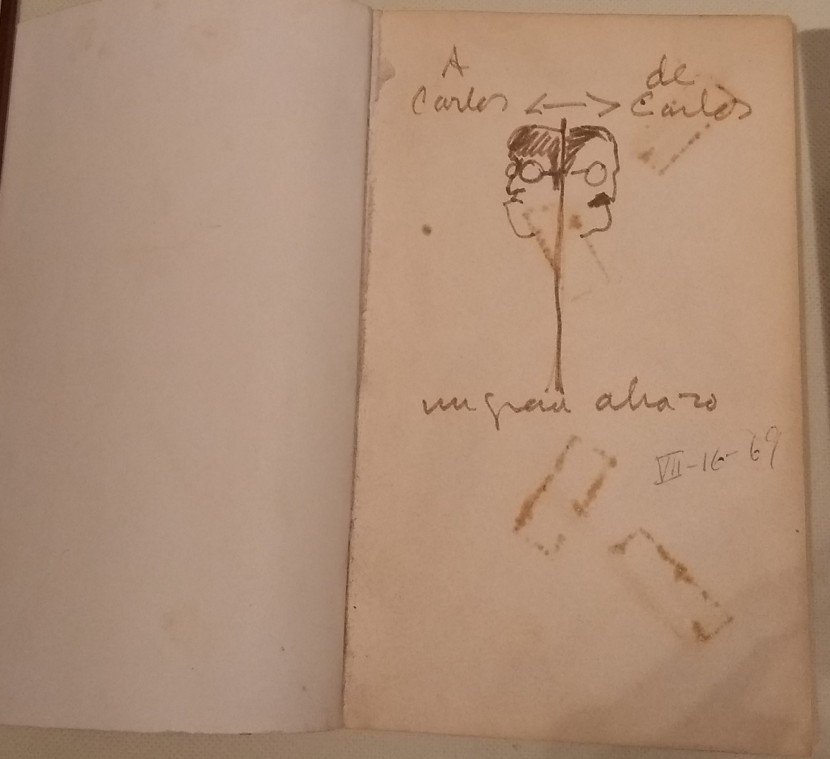 A de
Carlos <—> Carlos
un gran abrazo
VII-16-69